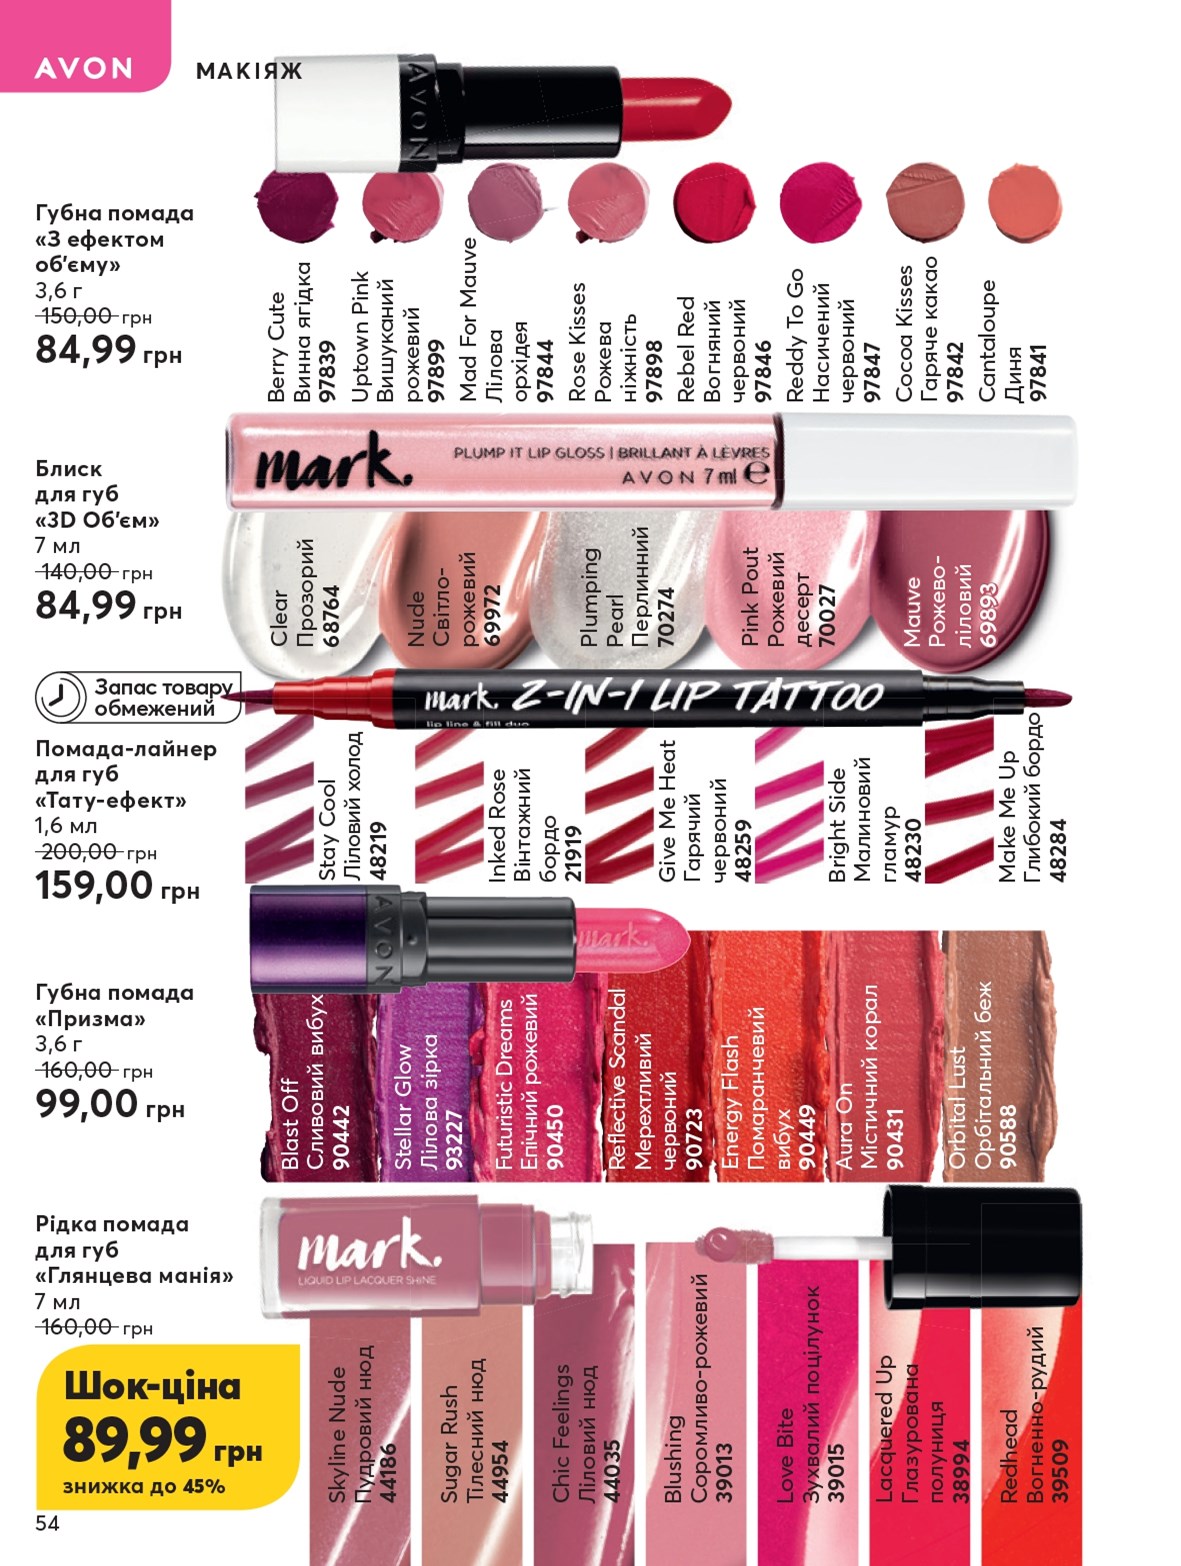 AVON
МАКІЯЖ
AVON
Губна помада
«З ефектом
об’єму»
3,6 г
150,00 грн
84,99 грн
Berry Cute
Винна ягідка
97839
Uptown Pink
Вишуканий
рожевий
97899
Mad For Mauve
Лілова
орхідея
97844
Rose Kisses
Рожева
ніжність
97898
Rebel Red
Вогняний
червоний
97846
Reddy To Go
Насичений
червоний
97847
Cocoa Kisses
Гаряче какао
97842
Cantaloupe
Диня
97841
mark.
PLUMP IT LIP GLOSS | BRILLANT À LÈVRES
AVON 7 ml ℮
Блиск
для губ
«3D Об’єм»
7 мл
140,00 грн
84,99 грн
Clear
Прозорий
68764
Nude
Світло-
рожевий
69972
Plumping
Pearl
Перлинний
70274
Pink Pout
Рожевий
десерт
70027
Mauve
Рожево-
ліловий
69893
Запас товару
обмежений
mark. 2-IN-1 LIP TATTOO
lip line & fill duo
Помада-лайнер
для губ
«Тату-ефект»
1,6 мл
200,00 грн
159,00 грн
Stay Cool
Ліловий холод
48219
Inked Rose
Вінтажний
бордо
21919
Give Me Heat
Гарячий
червоний
48259
Bright Side
Малиновий
гламур
48230
Make Me Up
Глибокий бордо
48284
AVON
mark.
Губна помада
«Призма»
3,6 г
160,00 грн
99,00 грн
Blast Off
Сливовий вибух
90442
Stellar Glow
Лілова зірка
93227
Futuristic Dreams
Епічний рожевий
90450
Reflective Scandal
Мерехтливий
червоний
90723
Energy Flash
Помаранчевий
вибух
90449
Aura On
Містичний корал
90431
Orbital Lust
Орбітальний беж
90588
mark.
LIQUID LIP LACQUER SHINE
Рідка помада
для губ
«Глянцева манія»
7 мл
160,00 грн
Шок-ціна
89,99 грн
знижка до 45%
Skyline Nude
Пудровий нюд
44186
Sugar Rush
Тілесний нюд
44954
Chic Feelings
Ліловий нюд
44035
Blushing
Соромливо-рожевий
39013
Love Bite
Зухвалий поцілунок
39015
Lacquered Up
Глазурована
полуниця
38994
Redhead
Вогненно-рудий
39509
54